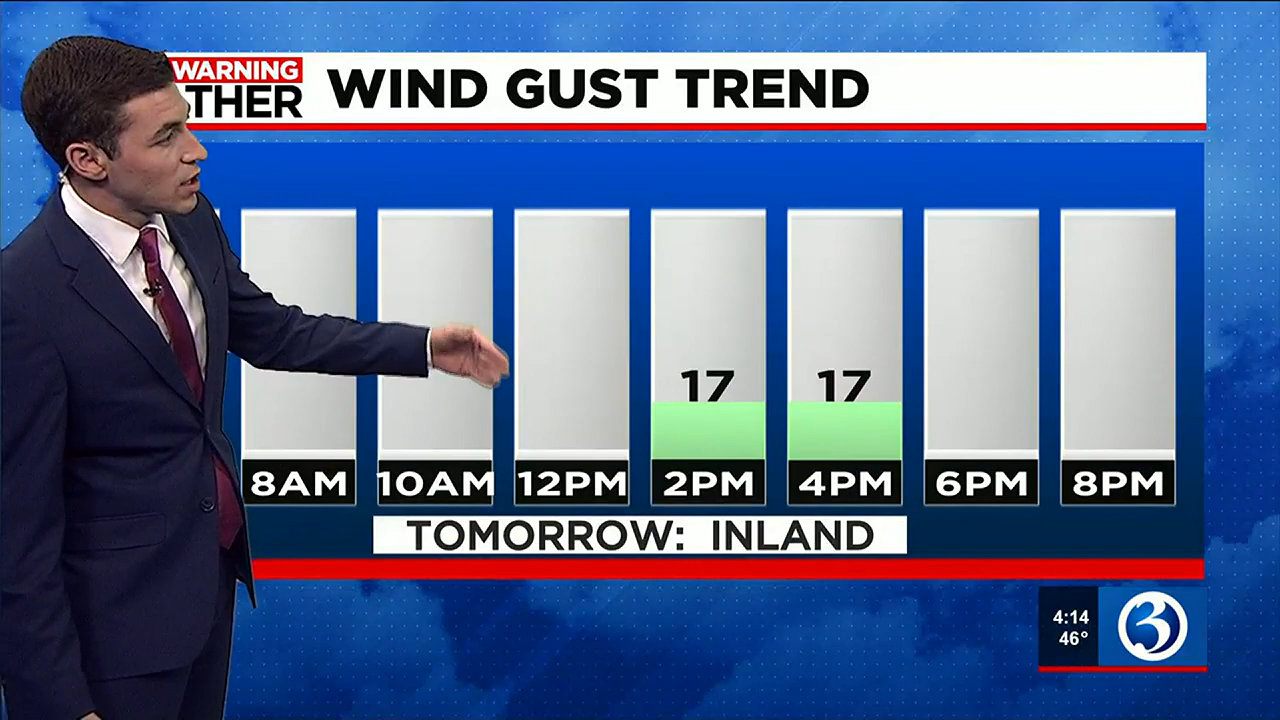 WARNING
THER
WIND GUST TREND
17 17
8AM 10AM 12PM 2PM 4PM 6PM 8PM
TOMORROW: INLAND
4:14
46°
3